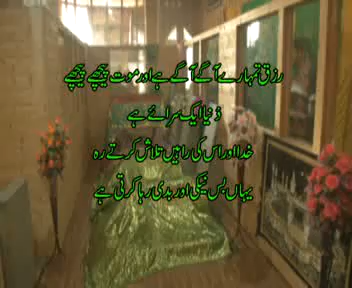 رزق تمہارے آگے آگے ہے اور موت پیچھے پیچھے
دُنیا ایک سرائے ہے
خدا اور اس کی راہیں تلاش کرتے رہ
یہاں بس نیکی اور بدی رہا کرتی ہے